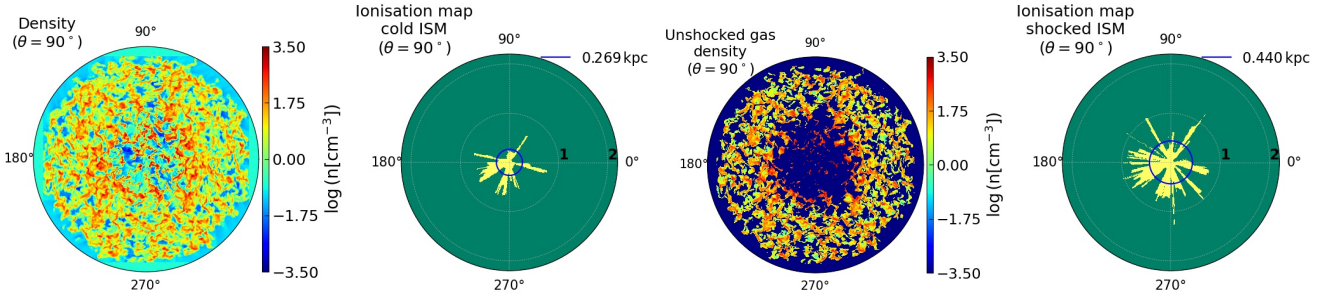 Density
(θ = 90°)
90°
180°
270°
3.50
1.75
0.00
−1.75
−3.50
log (n[cm⁻³])
Ionisation map
cold ISM
(θ = 90°)
90°
0.269 kpc
180°
1
2
0°
270°
Unshocked gas
density
(θ = 90°)
90°
180°
270°
3.50
1.75
0.00
−1.75
−3.50
log (n[cm⁻³])
Ionisation map
shocked ISM
(θ = 90°)
90°
0.440 kpc
180°
1
2
0°
270°